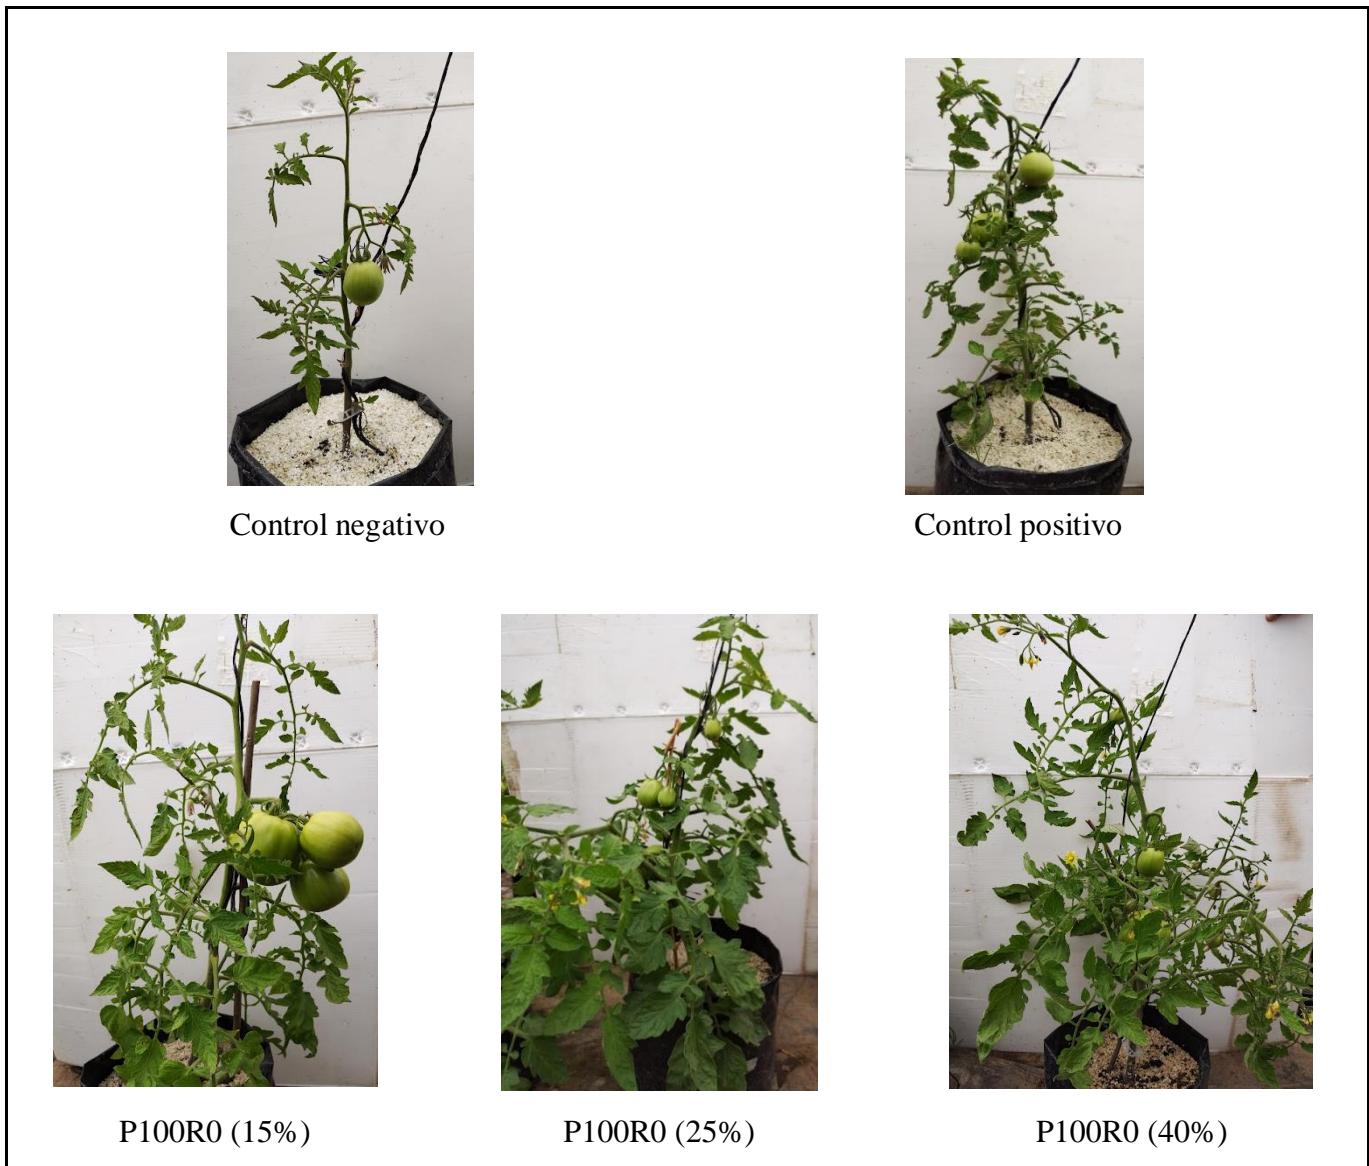 Control negativo
Control positivo
P100R0 (15%)
P100R0 (25%)
P100R0 (40%)